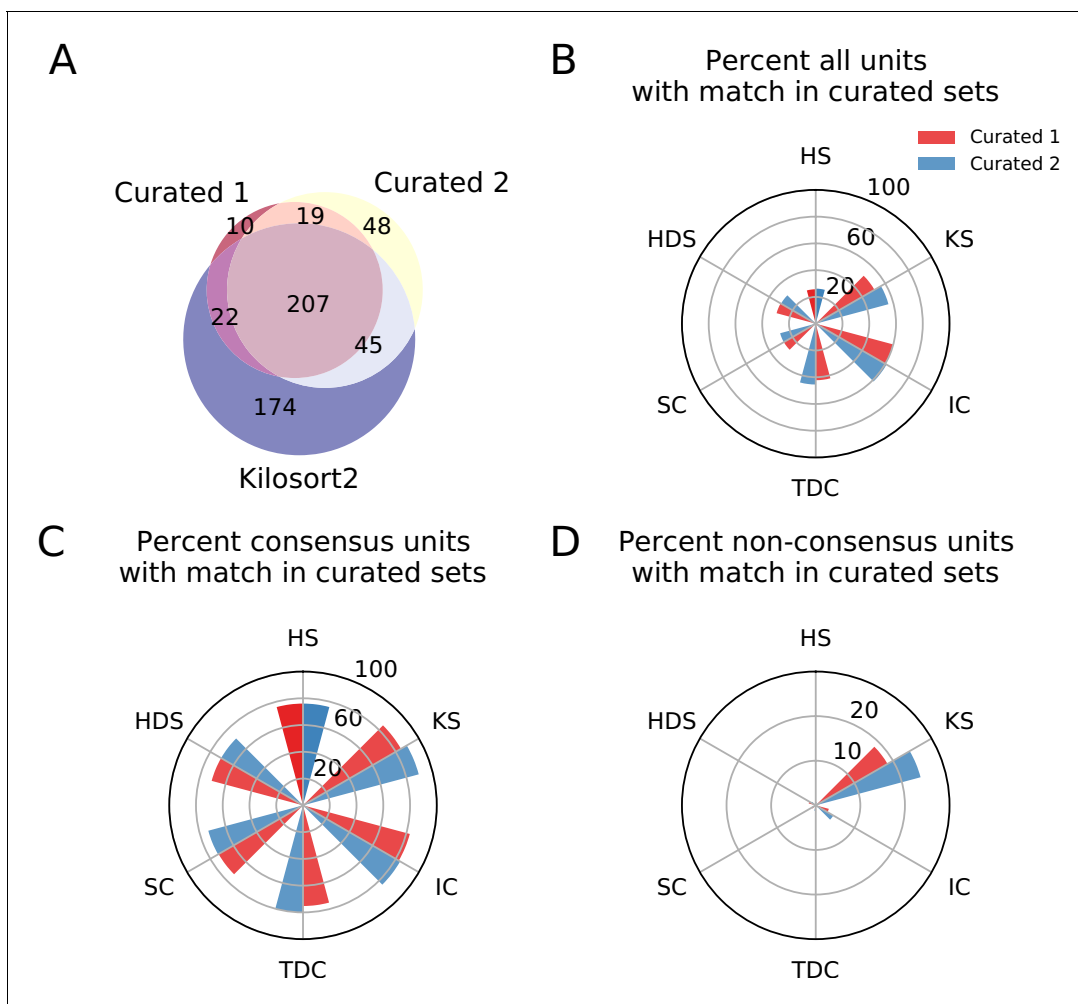 A
Curated 1
Curated 2
10
19
48
22
207
45
174
Kilosort2
B
Percent all units
with match in curated sets
Curated 1
Curated 2
HS
100
HDS
60
KS
20
SC
IC
TDC
C
Percent consensus units
with match in curated sets
HS
100
HDS
60
KS
20
SC
IC
TDC
D
Percent non-consensus units
with match in curated sets
HS
HDS
20
KS
10
SC
IC
TDC